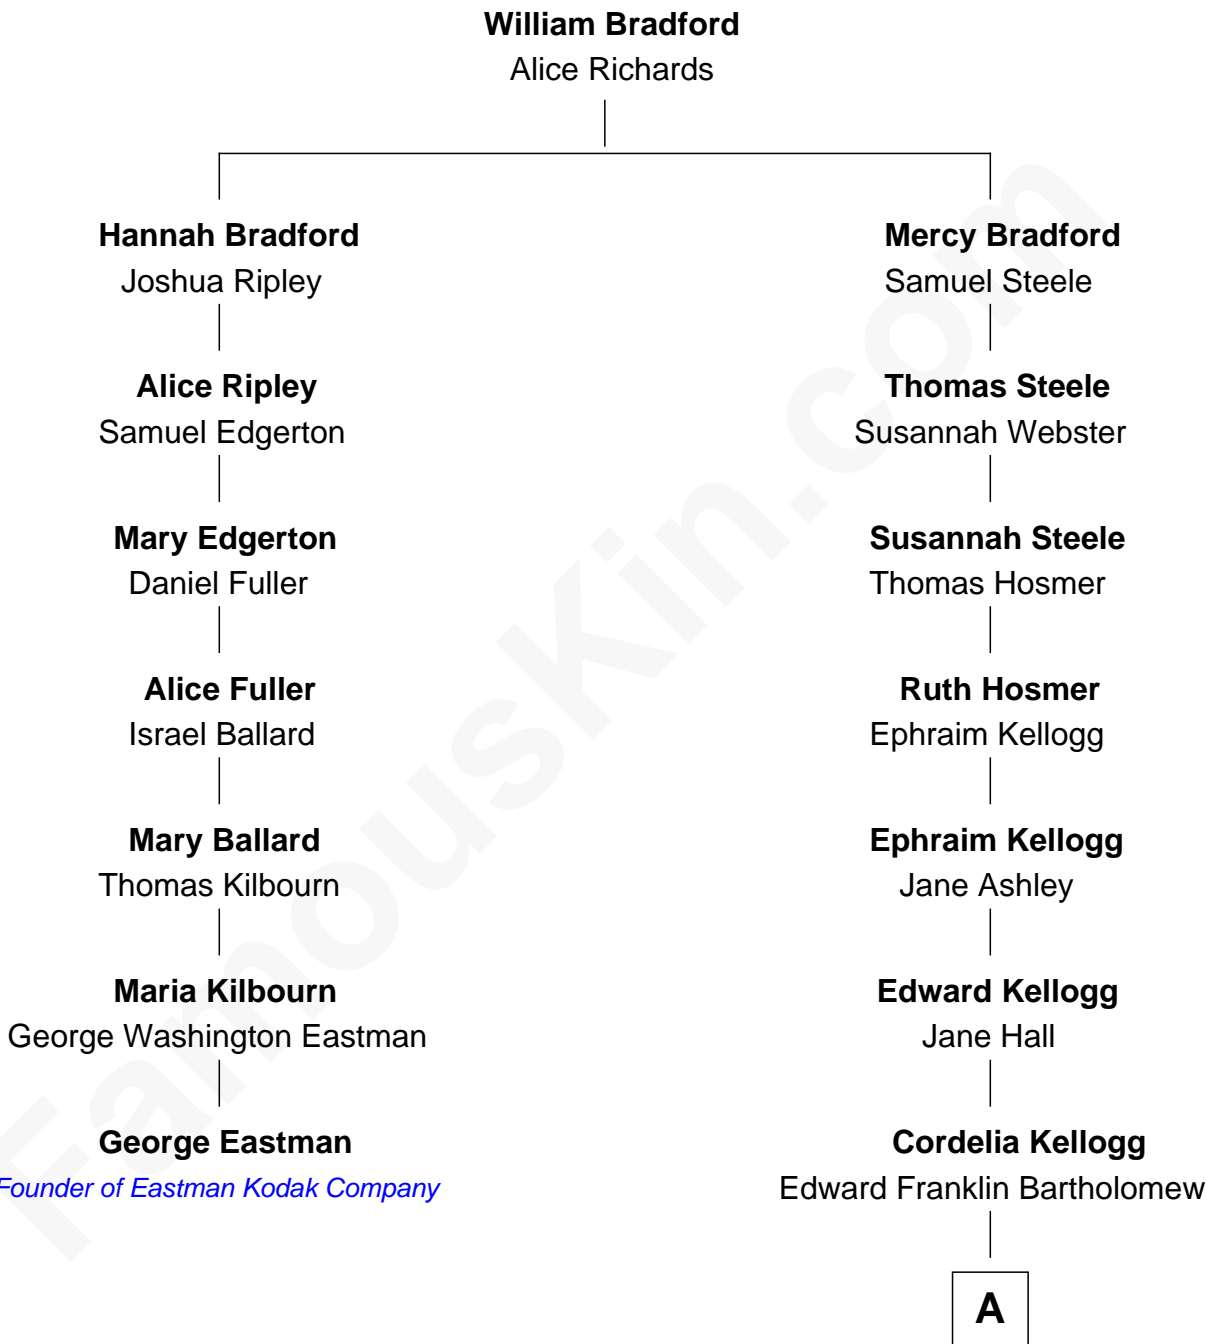 William Bradford
Alice Richards
Hannah Bradford
Joshua Ripley
Mercy Bradford
Samuel Steele
Alice Ripley
Samuel Edgerton
Thomas Steele
Susannah Webster
Mary Edgerton
Daniel Fuller
Susannah Steele
Thomas Hosmer
Alice Fuller
Israel Ballard
Ruth Hosmer
Ephraim Kellogg
Mary Ballard
Thomas Kilbourn
Ephraim Kellogg
Jane Ashley
Maria Kilbourn
George Washington Eastman
Edward Kellogg
Jane Hall
George Eastman
Founder of Eastman Kodak Company
Cordelia Kellogg
Edward Franklin Bartholomew
A
FamousKin.com